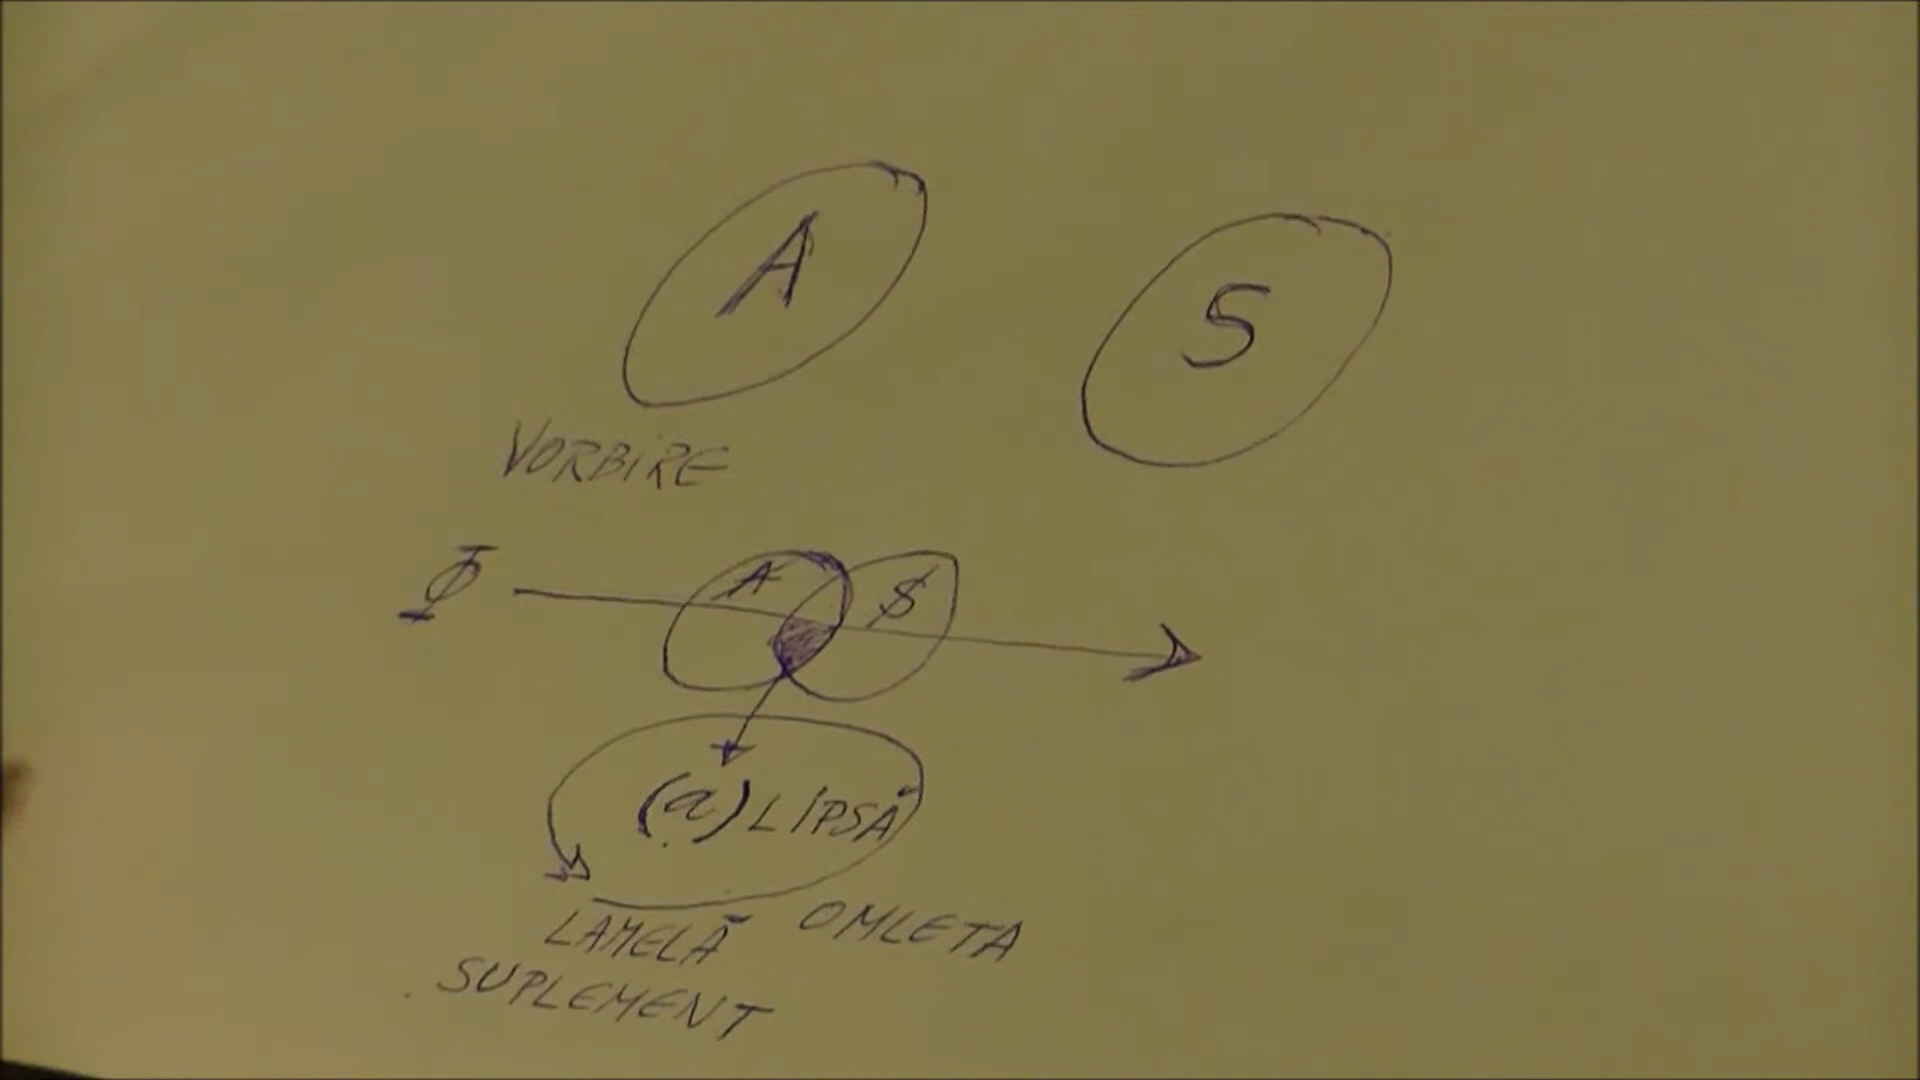 A
S
VORBIRE
Φ
A $
(a) LIPSĂ
LAMELĂ OMLETA
SUPLEMENT